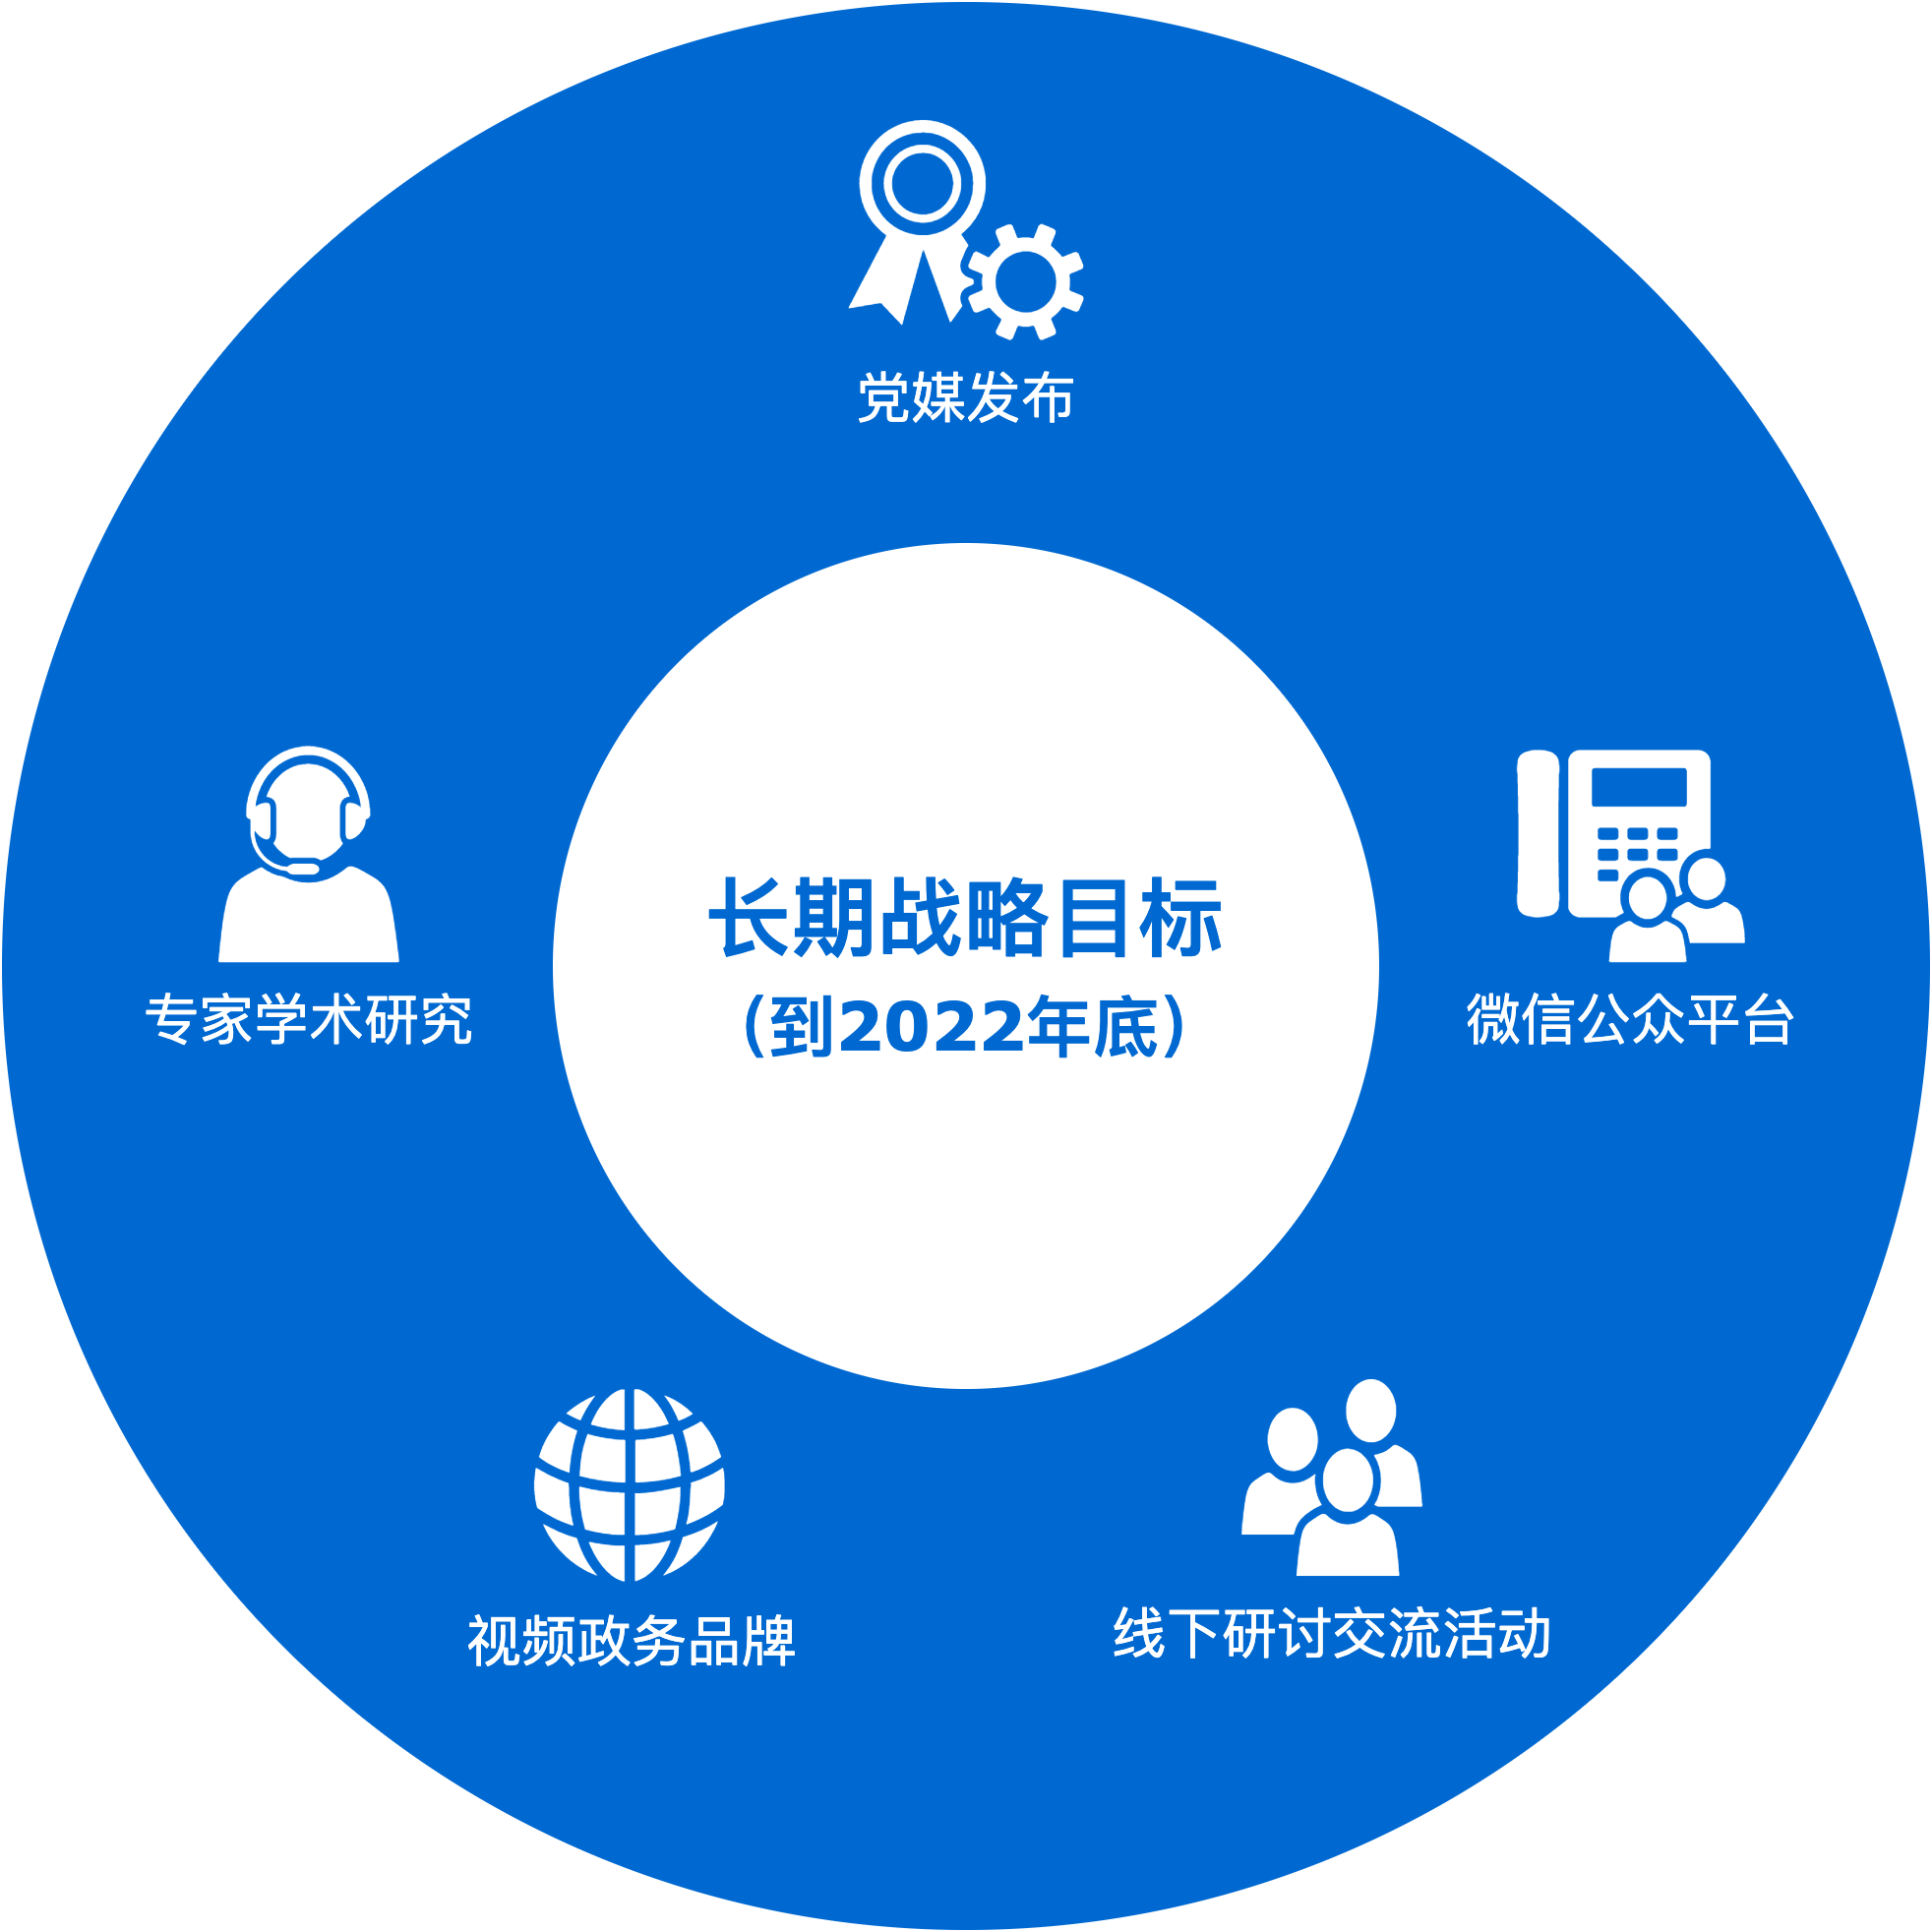 党媒发布
长期战略目标
(到2022年底)
专家学术研究
微信公众平台
视频政务品牌
线下研讨交流活动